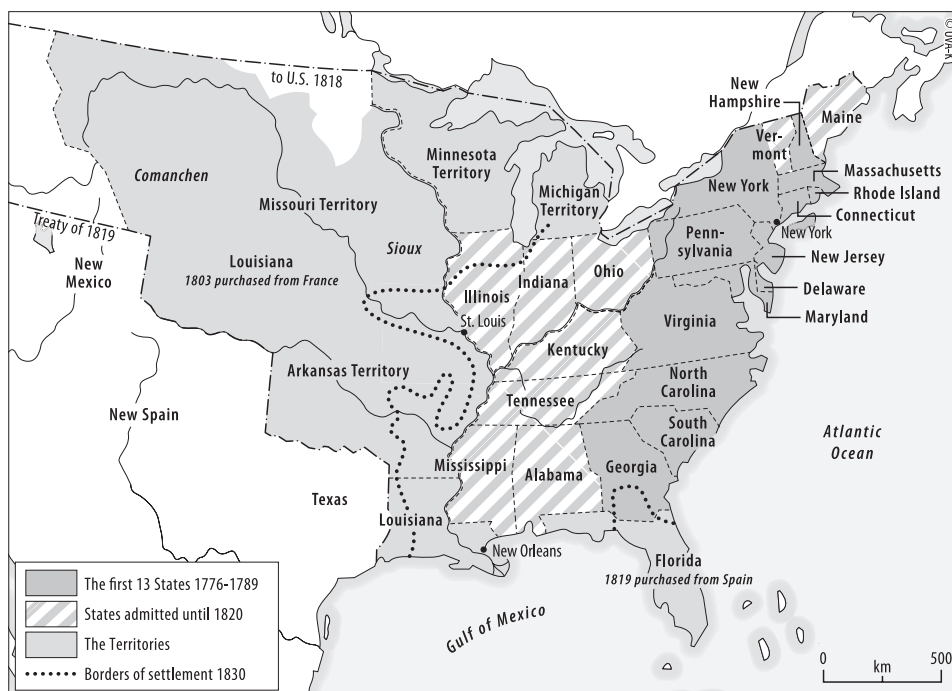 to U.S. 1818
New
Hampshire
Maine
Ver-
mont
Minnesota
Territory
Michigan
Territory
New York
Massachusetts
Rhode Island
Connecticut
New York
Comanchen
Missouri Territory
Treaty of 1819
New
Mexico
Louisiana
1803 purchased from France
Sioux
Penn-
sylvania
New Jersey
Delaware
Maryland
Illinois
Indiana
Ohio
St. Louis
Virginia
Kentucky
Arkansas Territory
North
Carolina
Tennessee
South
Carolina
New Spain
Atlantic
Ocean
Mississippi
Alabama
Georgia
Texas
Louisiana
New Orleans
Florida
1819 purchased from Spain
Gulf of Mexico
The first 13 States 1776-1789
States admitted until 1820
The Territories
Borders of settlement 1830
0 500
km